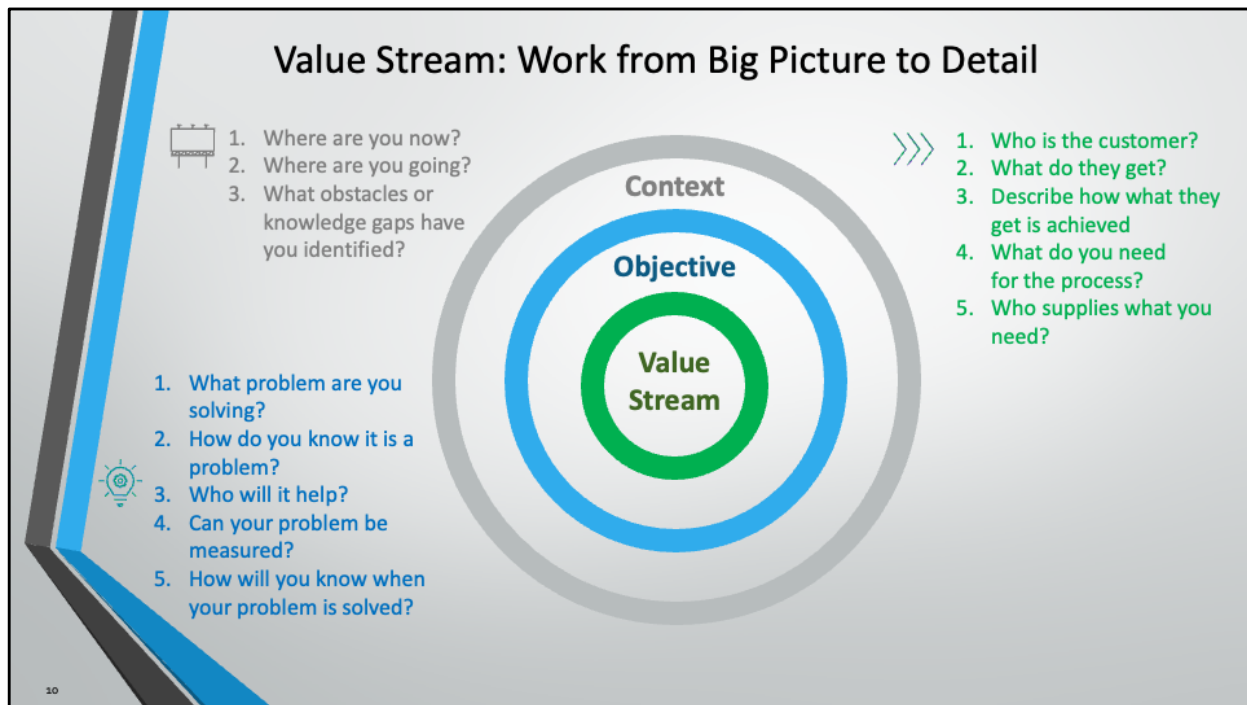 Value Stream: Work from Big Picture to Detail
1. Where are you now?
2. Where are you going?
3. What obstacles or
knowledge gaps have
you identified?
1. What problem are you
solving?
2. How do you know it is a
problem?
3. Who will it help?
4. Can your problem be
measured?
5. How will you know when
your problem is solved?
Context
Objective
Value
Stream
1. Who is the customer?
2. What do they get?
3. Describe how what they
get is achieved
4. What do you need
for the process?
5. Who supplies what you
need?
10